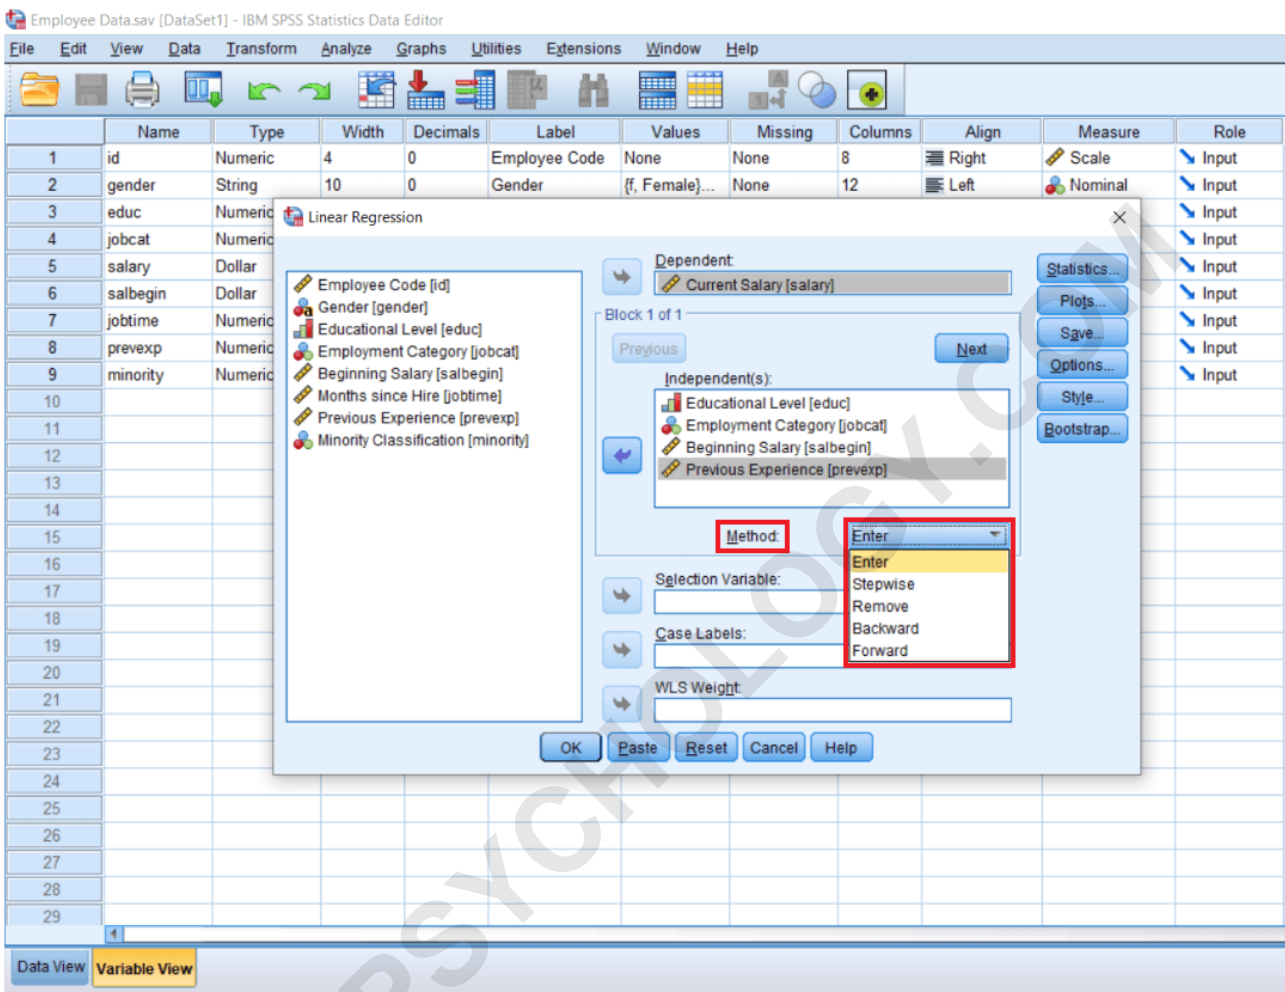 Employee Data.sav [DataSet1] - IBM SPSS Statistics Data Editor
File Edit View Data Transform Analyze Graphs Utilities Extensions Window Help
Name Type Width Decimals Label Values Missing Columns Align Measure Role
1 id Numeric 4 0 Employee Code None None 8 Right Scale Input
2 gender String 10 0 Gender {f, Female}... None 12 Left Nominal Input
3 educ Numeric Input
4 jobcat Numeric Input
5 salary Dollar Input
6 salbegin Dollar Input
7 jobtime Numeric Input
8 prevexp Numeric Input
9 minority Numeric Input
10
11
12
13
14
15
16
17
18
19
20
21
22
23
24
25
26
27
28
29
Linear Regression
Employee Code [id]
Gender [gender]
Educational Level [educ]
Employment Category [jobcat]
Beginning Salary [salbegin]
Months since Hire [jobtime]
Previous Experience [prevexp]
Minority Classification [minority]
Dependent:
Current Salary [salary]
Block 1 of 1
Previous Next
Independent(s):
Educational Level [educ]
Employment Category [jobcat]
Beginning Salary [salbegin]
Previous Experience [prevexp]
Method: Enter
Enter
Stepwise
Remove
Backward
Forward
Selection Variable:
Case Labels:
WLS Weight:
Statistics...
Plots...
Save...
Options...
Style...
Bootstrap...
OK Paste Reset Cancel Help
Data View Variable View
PSYCHOLOGY.COM